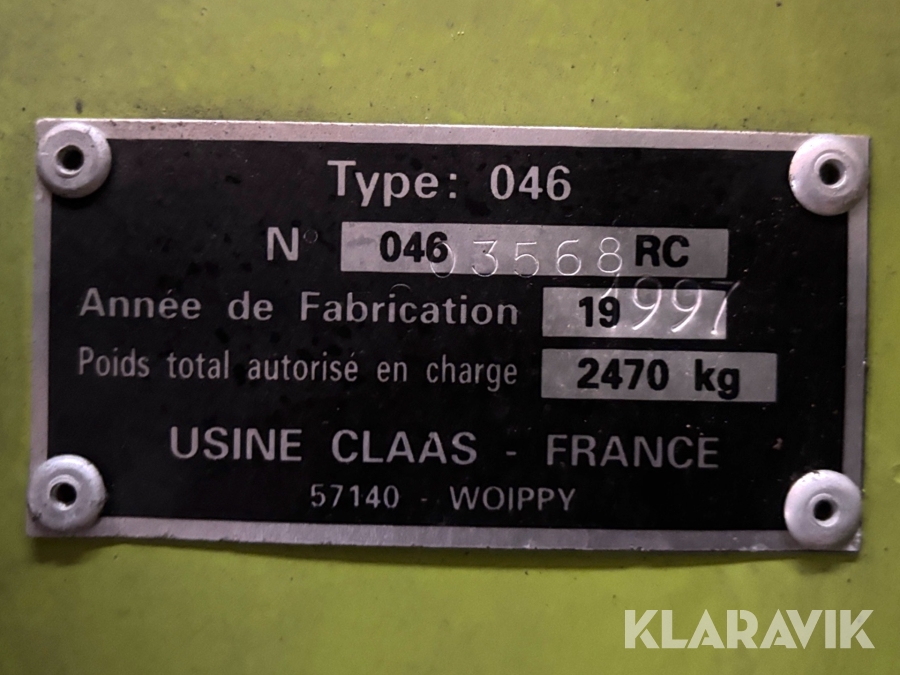 Type: 046
N° 046 03568 RC
Année de Fabrication 19 1997
Poids total autorisé en charge 2470 kg
USINE CLAAS - FRANCE
57140 - WOIPPY
KLARAVIK